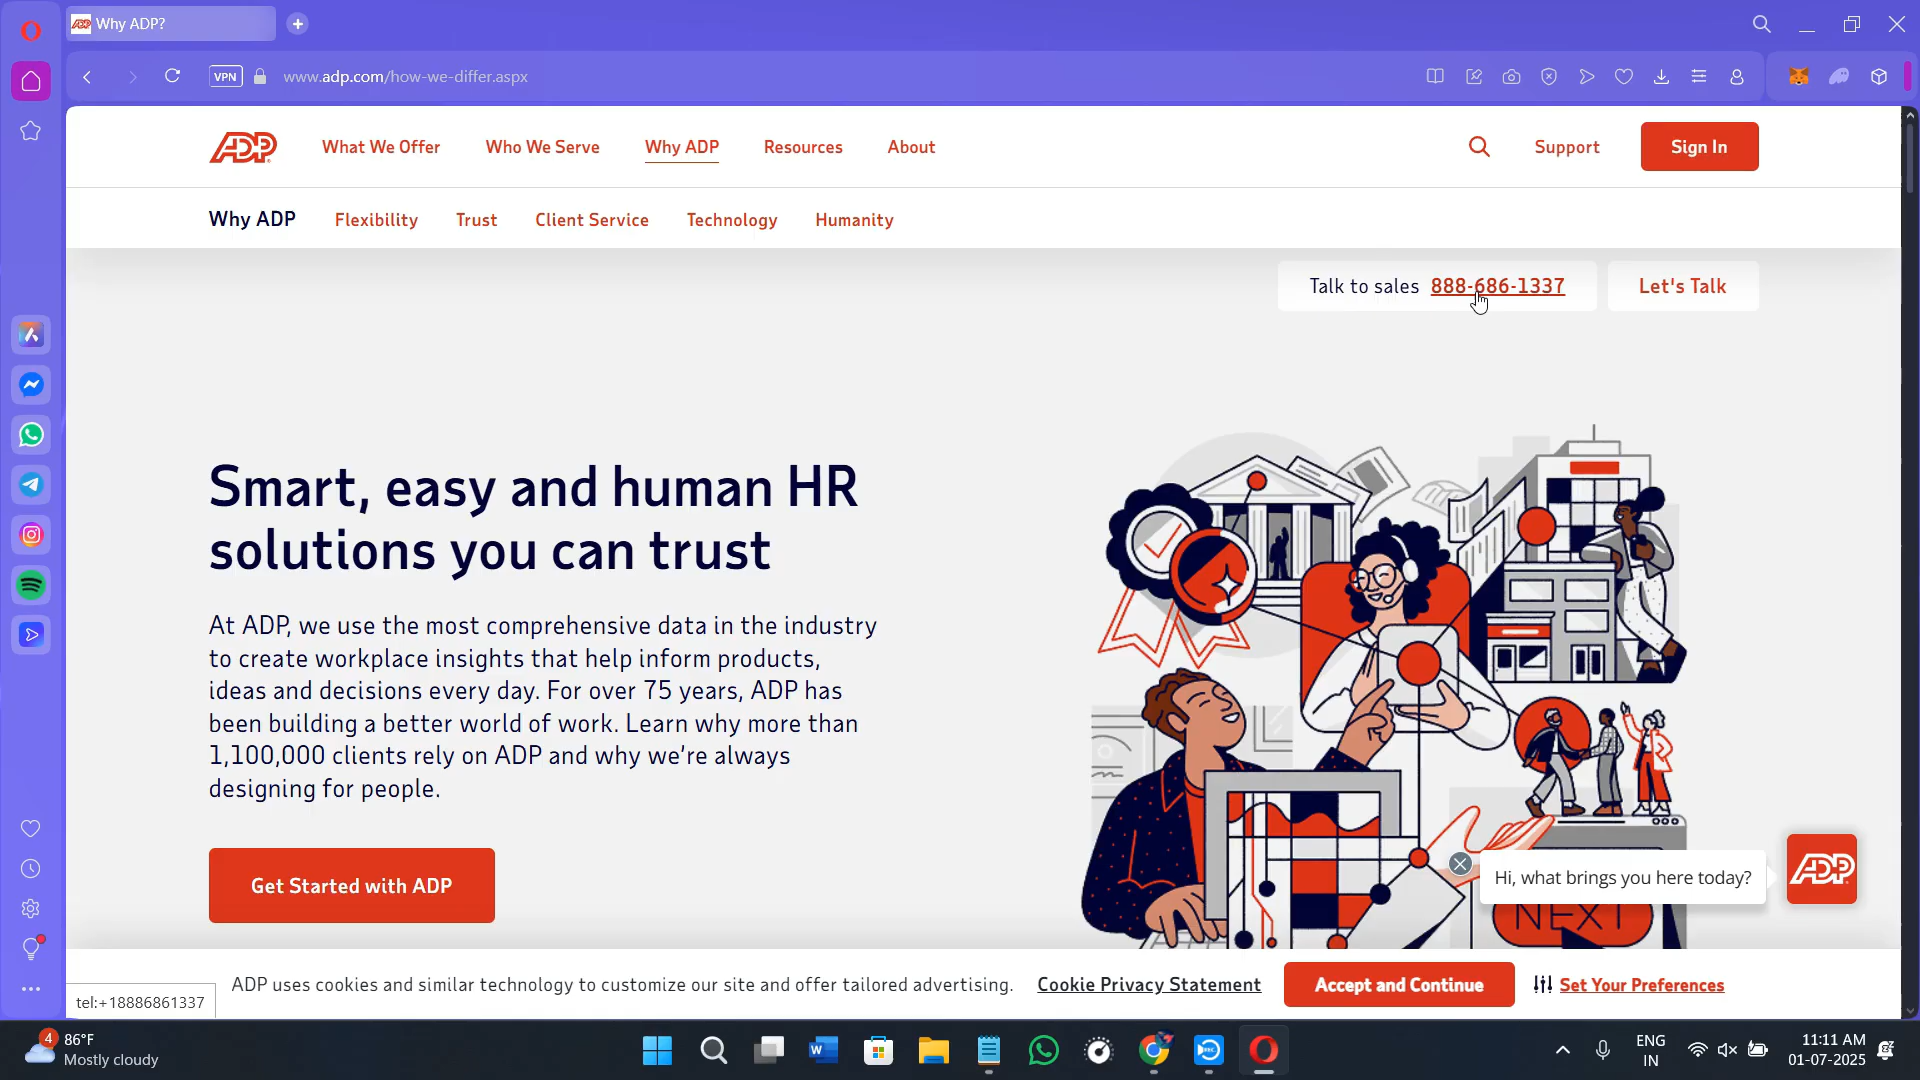 Why ADP?
VPN
www.adp.com/how-we-differ.aspx
ADP
What We Offer
Who We Serve
Why ADP
Resources
About
Support
Sign In
Why ADP
Flexibility
Trust
Client Service
Technology
Humanity
Talk to sales 888-686-1337
Let's Talk
Smart, easy and human HR
solutions you can trust
At ADP, we use the most comprehensive data in the industry
to create workplace insights that help inform products,
ideas and decisions every day. For over 75 years, ADP has
been building a better world of work. Learn why more than
1,100,000 clients rely on ADP and why we're always
designing for people.
Get Started with ADP
NEXT
Hi, what brings you here today?
ADP
ADP uses cookies and similar technology to customize our site and offer tailored advertising.
Cookie Privacy Statement
Accept and Continue
Set Your Preferences
tel:+18886861337
4
86°F
Mostly cloudy
ENG
IN
11:11 AM
01-07-2025